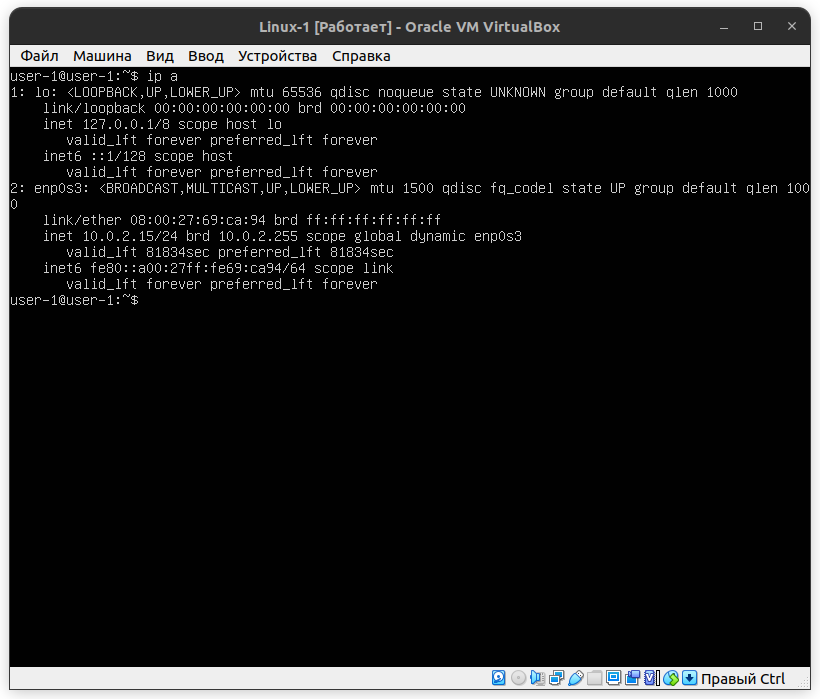 Linux-1 [Работает] - Oracle VM VirtualBox
Файл Машина Вид Ввод Устройства Справка
user-1@user-1:~$ ip a
1: lo: <LOOPBACK,UP,LOWER_UP> mtu 65536 qdisc noqueue state UNKNOWN group default qlen 1000
    link/loopback 00:00:00:00:00:00 brd 00:00:00:00:00:00
    inet 127.0.0.1/8 scope host lo
       valid_lft forever preferred_lft forever
    inet6 ::1/128 scope host
       valid_lft forever preferred_lft forever
2: enp0s3: <BROADCAST,MULTICAST,UP,LOWER_UP> mtu 1500 qdisc fq_codel state UP group default qlen 100
0
    link/ether 08:00:27:69:ca:94 brd ff:ff:ff:ff:ff:ff
    inet 10.0.2.15/24 brd 10.0.2.255 scope global dynamic enp0s3
       valid_lft 81834sec preferred_lft 81834sec
    inet6 fe80::a00:27ff:fe69:ca94/64 scope link
       valid_lft forever preferred_lft forever
user-1@user-1:~$
Правый Ctrl